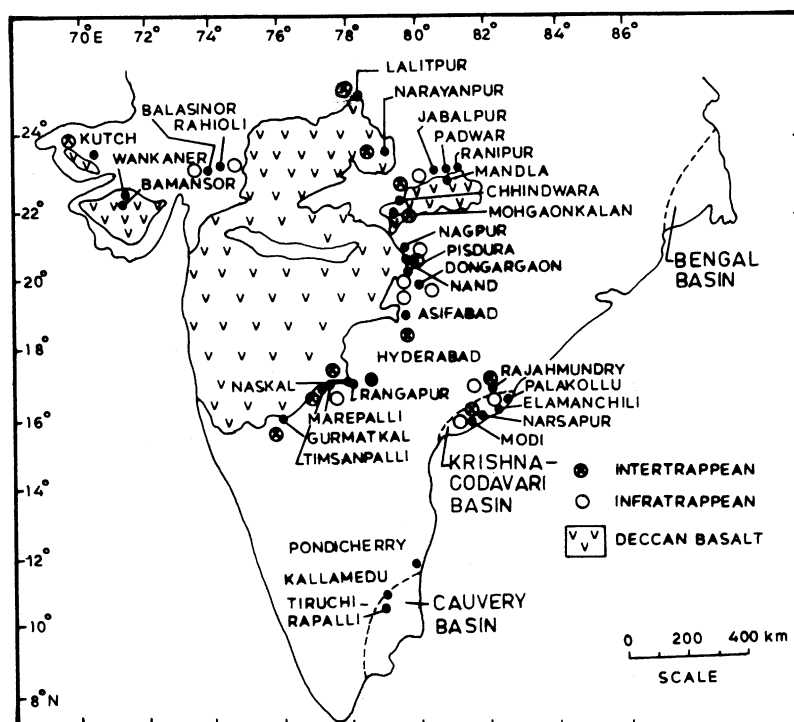 70°E 72° 74° 78° 80° 82° 84° 86°
LALITPUR
NARAYANPUR
BALASINOR
RAHIOLI
JABALPUR
PADWAR
RANIPUR
MANDLA
24°
KUTCH
WANKANER
BAMANSOR
CHHINDWARA
22°
MOHGAONKALAN
NAGPUR
PISDURA
DONGARGAON
NAND
BENGAL
BASIN
20°
ASIFABAD
18°
HYDERABAD
NASKAL
RANGAPUR
RAJAHMUNDRY
PALAKOLLU
ELAMANCHILI
NARSAPUR
MODI
16°
MAREPALLI
GURMATKAL
TIMSANPALLI
KRISHNA-
GODAVARI
BASIN
INTERTRAPPEAN
INFRATRAPPEAN
DECCAN BASALT
14°
12°
PONDICHERRY
KALLAMEDU
TIRUCHI-
RAPALLI
CAUVERY
BASIN
10°
0 200 400 km
SCALE
8°N